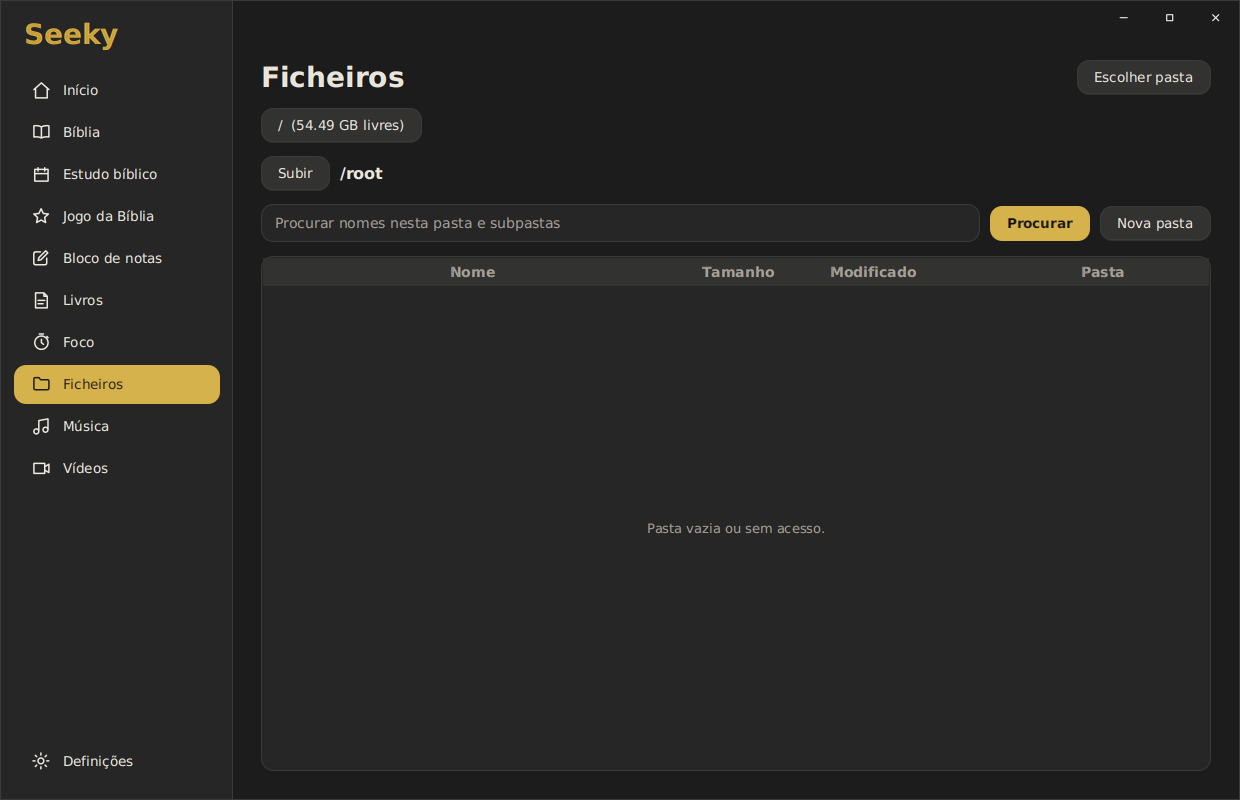 Seeky
Início
Bíblia
Estudo bíblico
Jogo da Bíblia
Bloco de notas
Livros
Foco
Ficheiros
Música
Vídeos
Definições
Ficheiros
Escolher pasta
/ (54.49 GB livres)
Subir /root
Procurar nomes nesta pasta e subpastas Procurar Nova pasta
Nome Tamanho Modificado Pasta
Pasta vazia ou sem acesso.